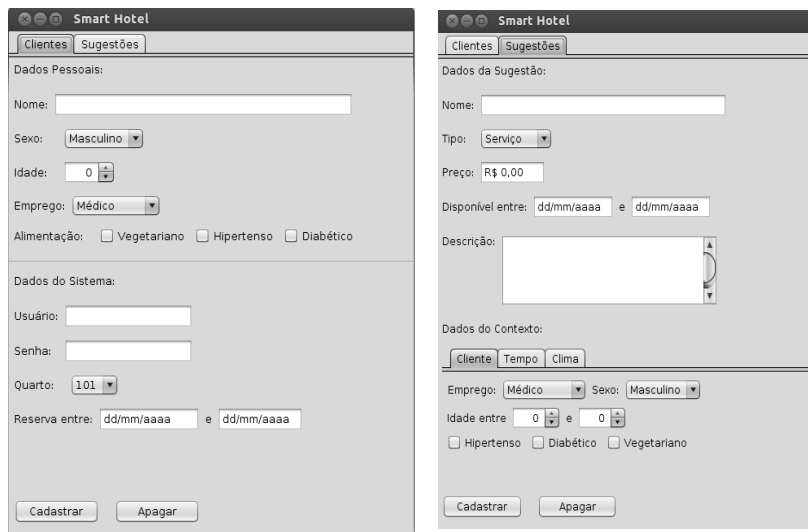 Smart Hotel
Clientes Sugestões
Dados Pessoais:
Nome:
Sexo: Masculino
Idade: 0
Emprego: Médico
Alimentação: Vegetariano Hipertenso Diabético
Dados do Sistema:
Usuário:
Senha:
Quarto: 101
Reserva entre: dd/mm/aaaa e dd/mm/aaaa
Cadastrar Apagar
Smart Hotel
Clientes Sugestões
Dados da Sugestão:
Nome:
Tipo: Serviço
Preço: R$ 0,00
Disponível entre: dd/mm/aaaa e dd/mm/aaaa
Descrição:
Dados do Contexto:
Cliente Tempo Clima
Emprego: Médico Sexo: Masculino
Idade entre 0 e 0
Hipertenso Diabético Vegetariano
Cadastrar Apagar